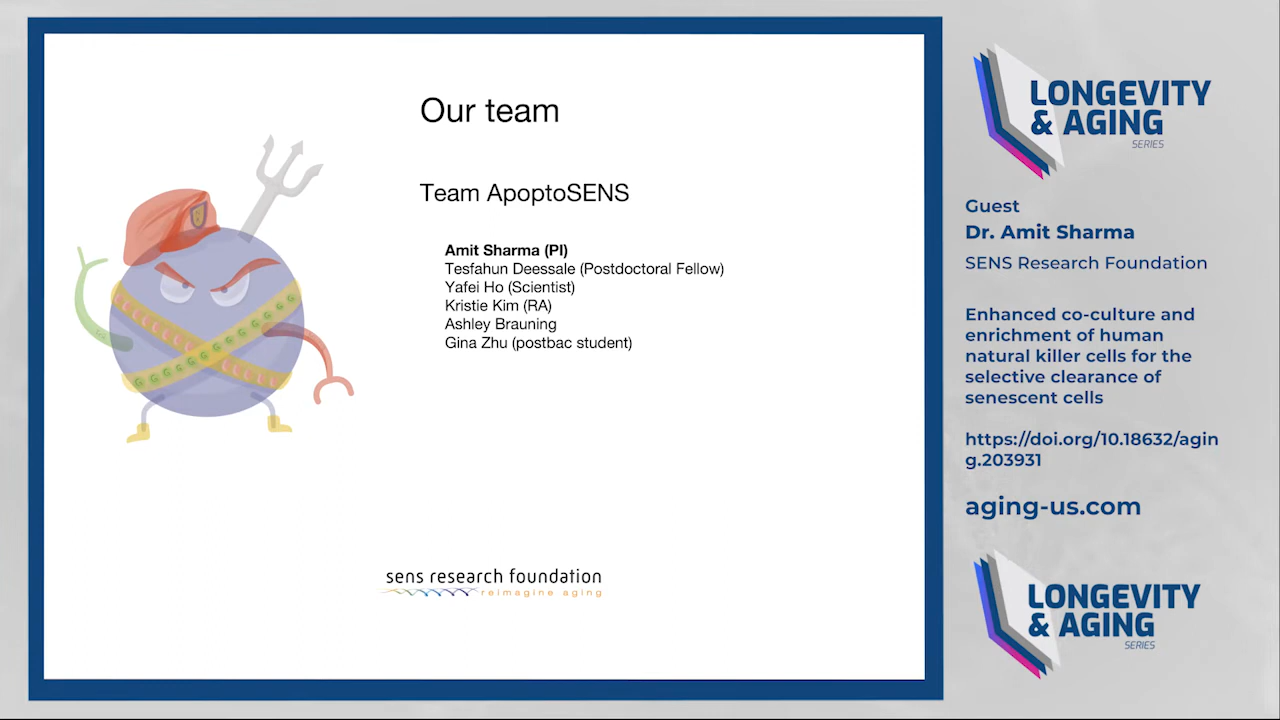 Our team
Team ApoptoSENS
Amit Sharma (PI)
Tesfahun Deessale (Postdoctoral Fellow)
Yafei Ho (Scientist)
Kristie Kim (RA)
Ashley Brauning
Gina Zhu (postbac student)
sens research foundation
reimagine aging
LONGEVITY
& AGING
SERIES
Guest
Dr. Amit Sharma
SENS Research Foundation
Enhanced co-culture and
enrichment of human
natural killer cells for the
selective clearance of
senescent cells
https://doi.org/10.18632/agin
g.203931
aging-us.com
LONGEVITY
& AGING
SERIES